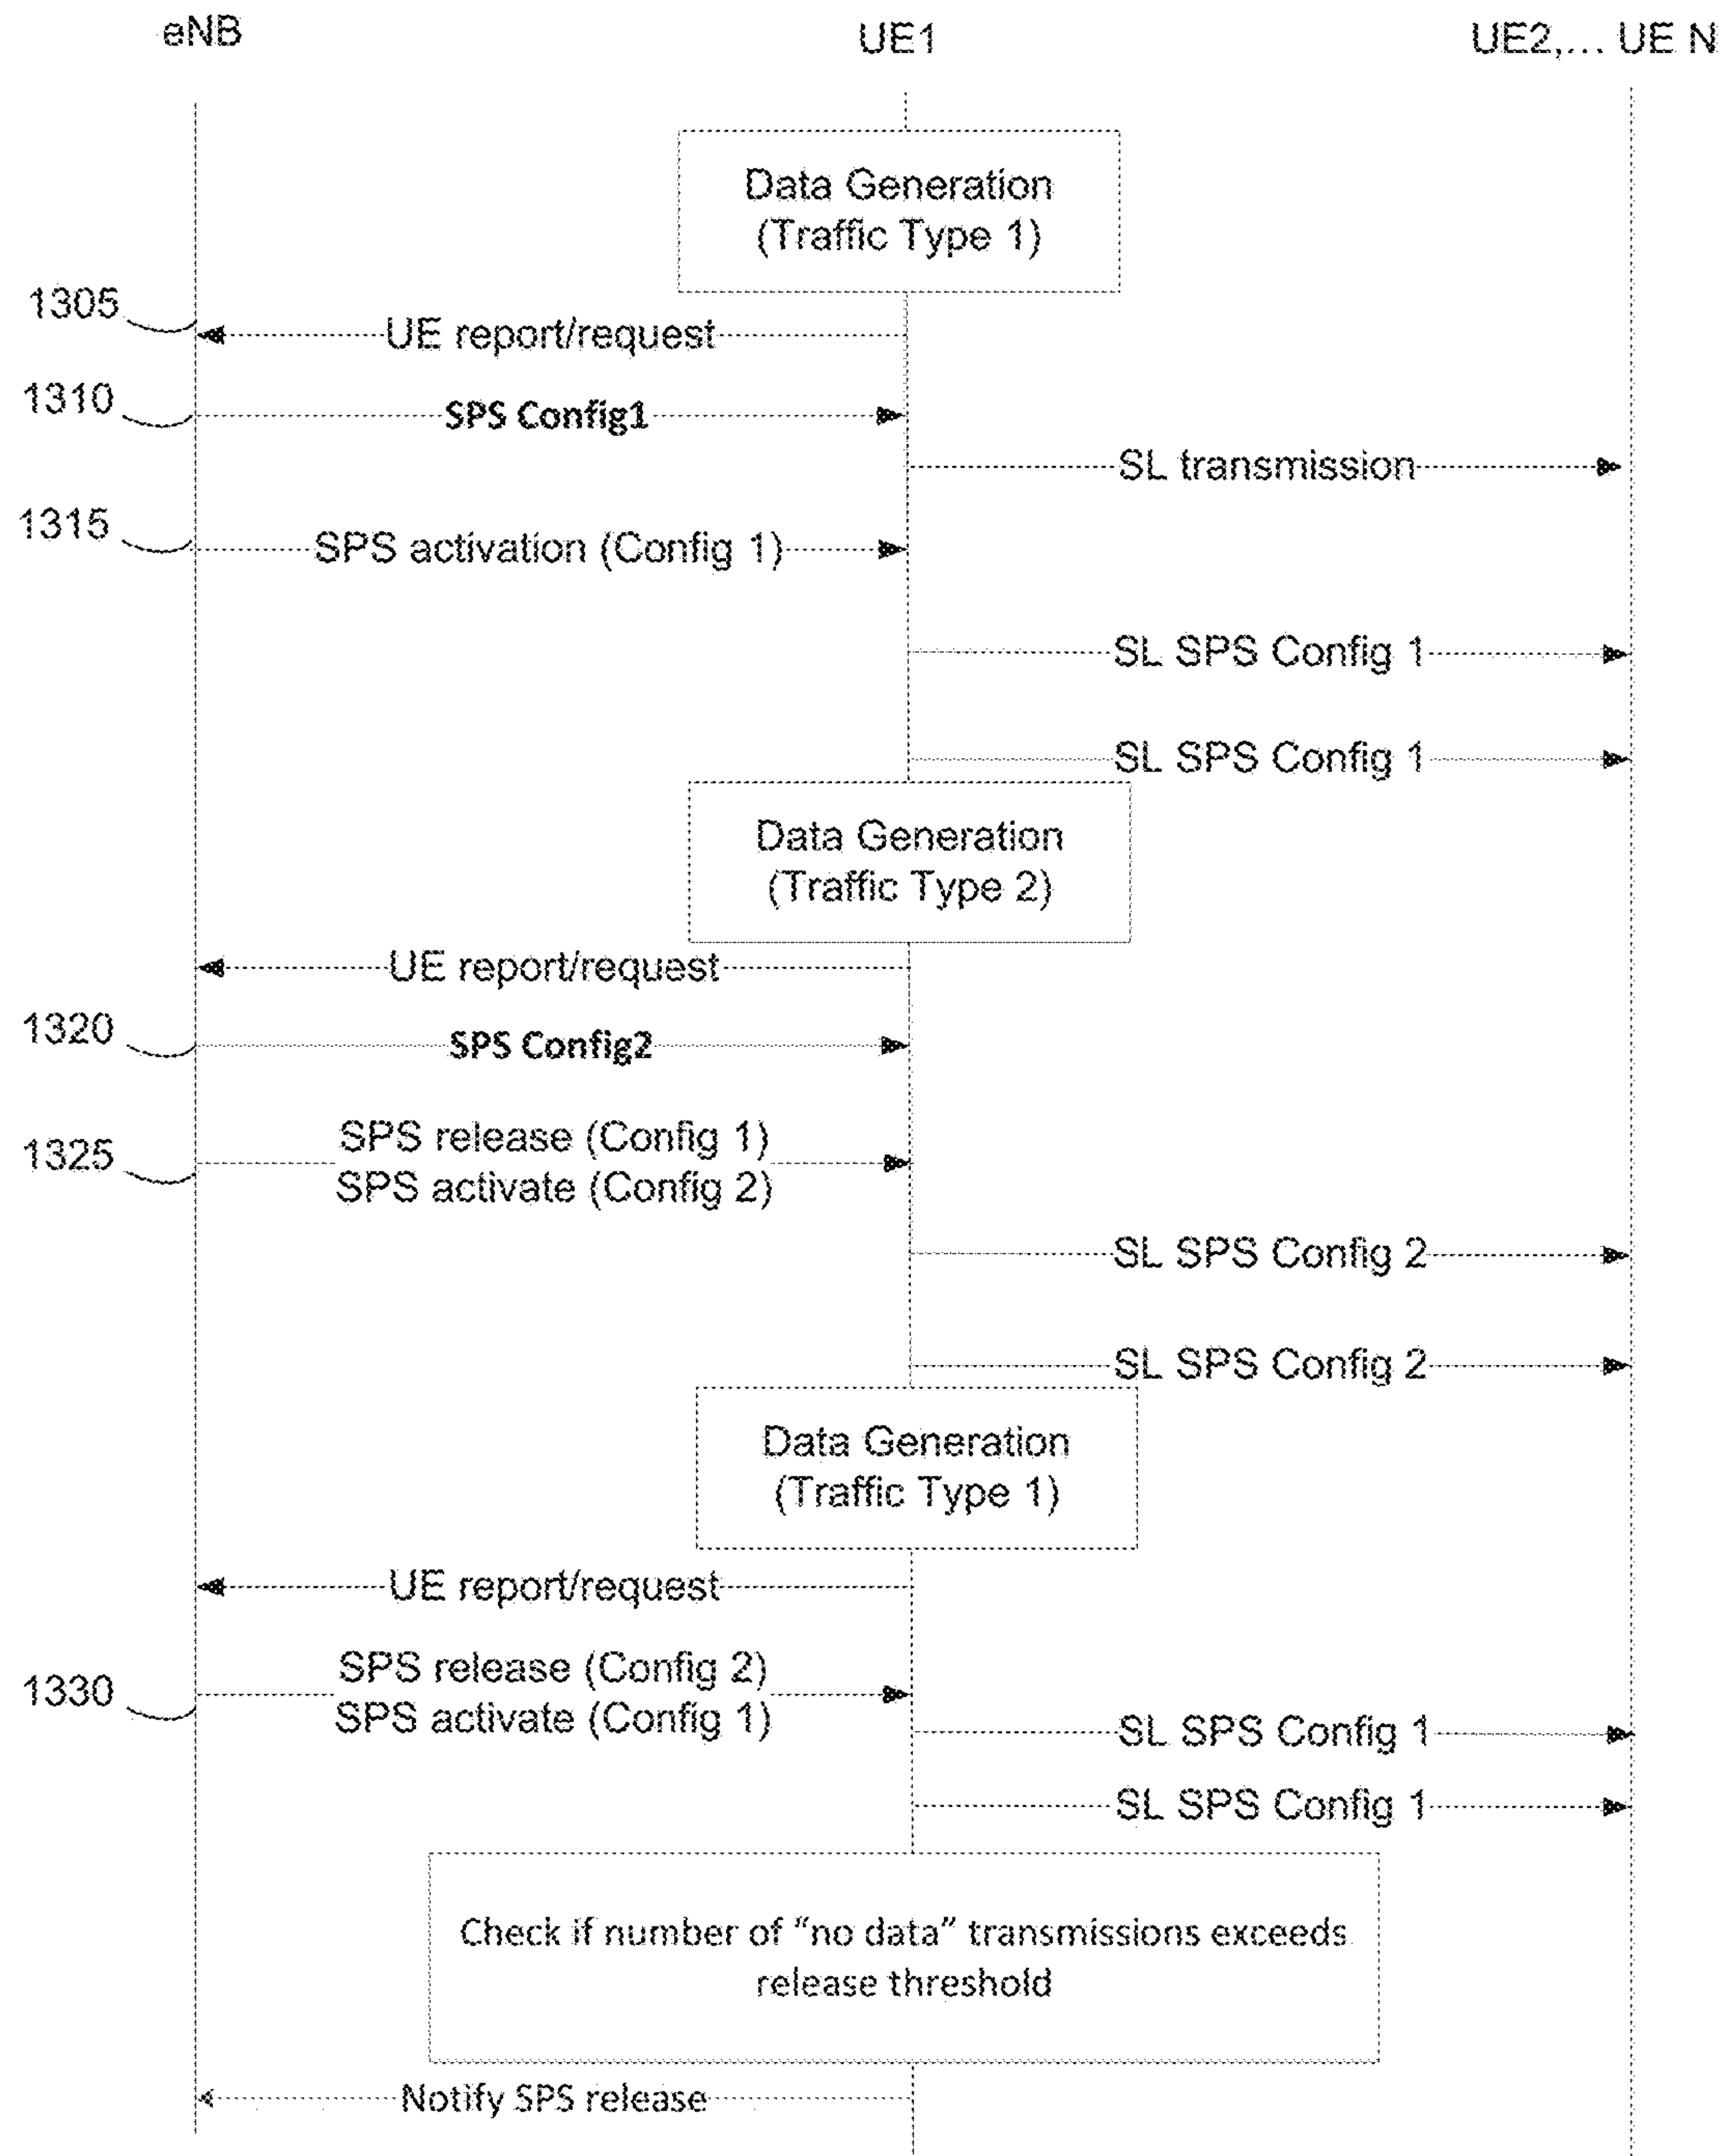 eNB
UE1
UE2,... UE N
Data Generation
(Traffic Type 1)
1305
UE report/request
1310
SPS Config1
SL transmission
1315
SPS activation (Config 1)
SL SPS Config 1
SL SPS Config 1
Data Generation
(Traffic Type 2)
UE report/request
1320
SPS Config2
1325
SPS release (Config 1)
SPS activate (Config 2)
SL SPS Config 2
SL SPS Config 2
Data Generation
(Traffic Type 1)
UE report/request
1330
SPS release (Config 2)
SPS activate (Config 1)
SL SPS Config 1
SL SPS Config 1
Check if number of “no data” transmissions exceeds
release threshold
Notify SPS release